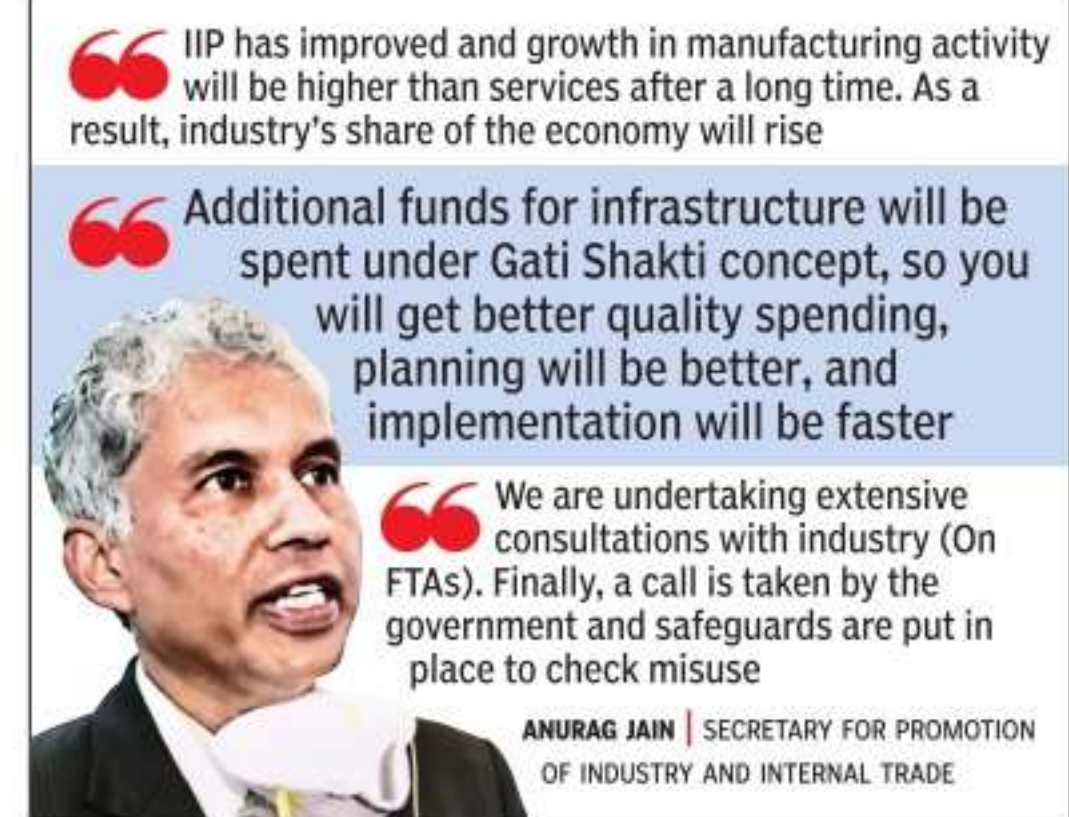 IIP has improved and growth in manufacturing activity
will be higher than services after a long time. As a
result, industry's share of the economy will rise
Additional funds for infrastructure will be
spent under Gati Shakti concept, so you
will get better quality spending,
planning will be better, and
implementation will be faster
We are undertaking extensive
consultations with industry (On
FTAs). Finally, a call is taken by the
government and safeguards are put in
place to check misuse
ANURAG JAIN | SECRETARY FOR PROMOTION
OF INDUSTRY AND INTERNAL TRADE